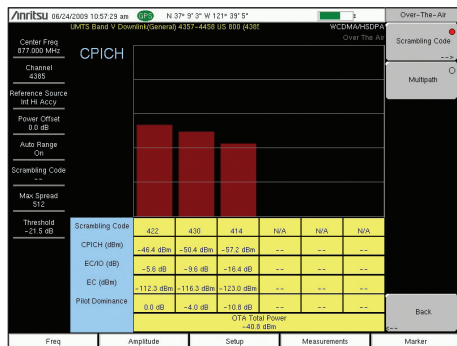 Anritsu 06/24/2009 10:57:29 am GPS N 37° 9' 3" W 121° 39' 5" Over-The-Air
UMTS Band V Downlink(General) 4357-4458 US 800 (4385 WCDMA/HSDPA
Over The Air
CPICH
Center Freq
877.000 MHz
Channel
4385
Reference Source
Int Hi Accy
Power Offset
0.0 dB
Auto Range
On
Scrambling Code
--
Max Spread
512
Threshold
-21.5 dB
Scrambling Code 422 430 414 N/A N/A
CPICH (dBm) -46.4 dBm -50.4 dBm -57.2 dBm -- --
EC/IO (dB) -5.6 dB -9.6 dB -16.4 dB -- --
EC (dBm) -112.3 dBm -116.3 dBm -123.0 dBm -- --
Pilot Dominance 0.0 dB -4.0 dB -10.8 dB -- --
OTA Total Power
-40.8 dBm
Scrambling Code
-->
Multipath
Back
<--
Freq Amplitude Setup Measurements Marker